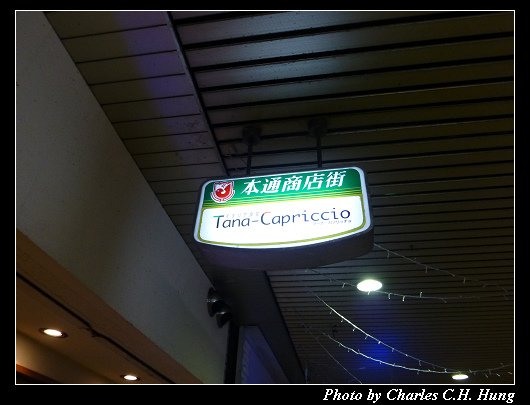 本通商店街
Tana-Capriccio
Photo by Charles C.H. Hung